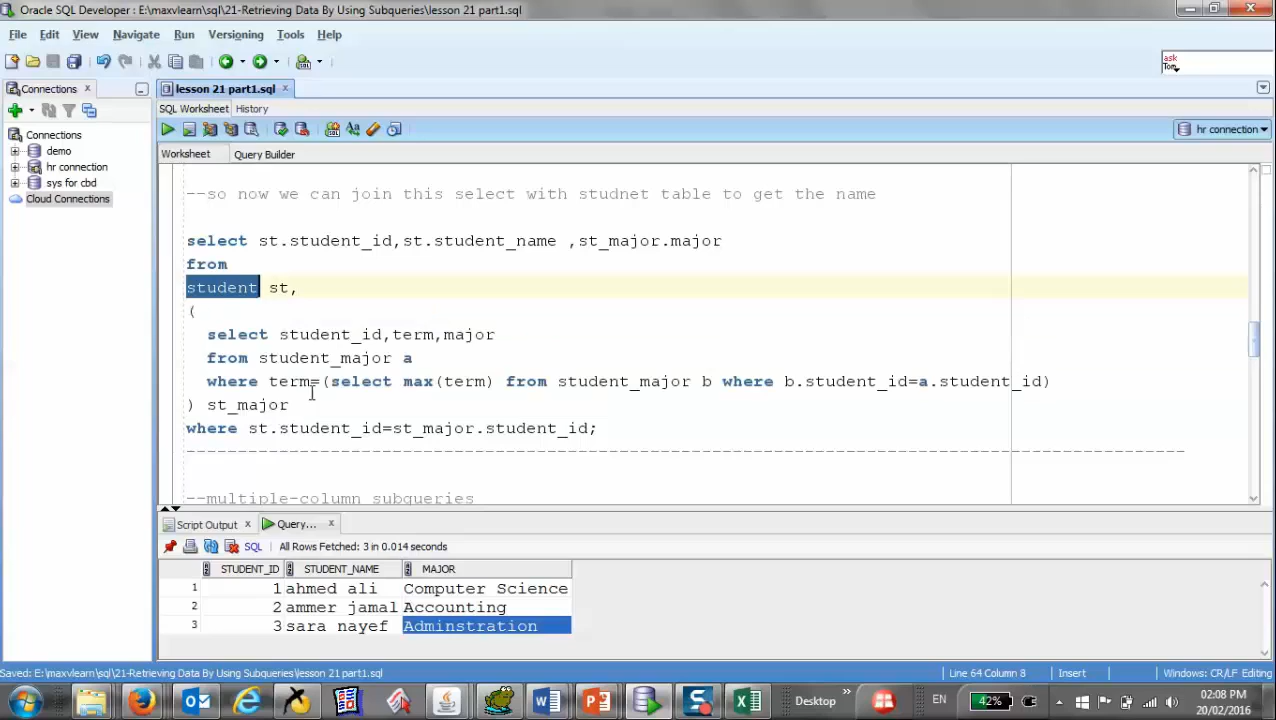 Oracle SQL Developer : E:\maxvlearn\sql\21-Retrieving Data By Using Subqueries\lesson 21 part1.sql
File Edit View Navigate Run Versioning Tools Help
ask
Tom
Connections
lesson 21 part1.sql
SQL Worksheet History
hr connection
Worksheet Query Builder
Connections
demo
hr connection
sys for cbd
Cloud Connections
--so now we can join this select with studnet table to get the name
select st.student_id,st.student_name ,st_major.major
from
student st,
(
select student_id,term,major
from student_major a
where term=(select max(term) from student_major b where b.student_id=a.student_id)
) st_major
where st.student_id=st_major.student_id;
--------------------------------------------------------------------------------------------------
--multiple-column subqueries
Script Output Query...
SQL All Rows Fetched: 3 in 0.014 seconds
STUDENT_ID STUDENT_NAME MAJOR
1 1 ahmed ali Computer Science
2 2 ammer jamal Accounting
3 3 sara nayef Adminstration
Saved: E:\maxvlearn\sql\21-Retrieving Data By Using Subqueries\lesson 21 part1.sql Line 64 Column 8 Insert Windows: CR/LF Editing
Desktop EN 42% 02:08 PM
20/02/2016